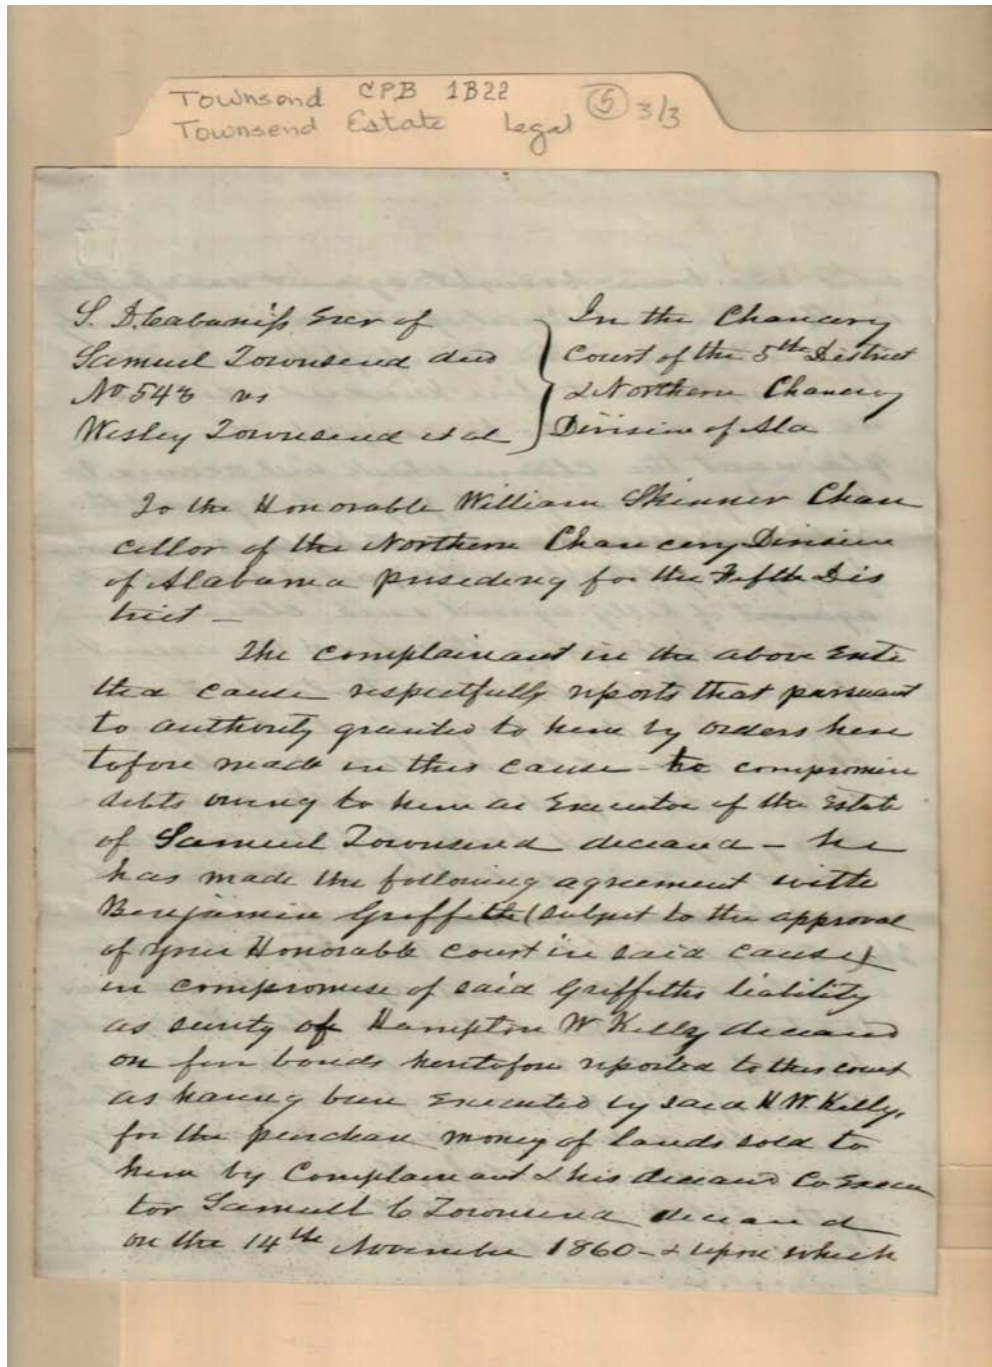 Townsend CPB 1B22 5 3/3
Townsend Estate Legal
S. D. Cabaniss Exer of
Samuel Townsend decd
No 548 vs
Wesley Townsend et al
In the Chancery
Court of the 5th District
& Northern Chancery
Division of Ala
To the Honorable William Skinner Chan
cellor of the Northern Chancery Division
of Alabama presiding for the Fifth Dis
trict —
The complainant in the above Enti
tled cause respectfully reports that pursuant
to authority granted to him by orders here
tofore made in this cause - to compromise
debts owing to him as Executor of the Estate
of Samuel Townsend deceased - he
has made the following agreement with
Benjamin Griffith (subject to the approval
of your Honorable court in said cause)
in compromise of said Griffiths liability
as surety of Hampton W Kelly deceased
on bonds heretofore reported to this court
as having been Executed by said H W. Kelly,
for the purchase money of lands sold to
him by Complainant & his deceased Co Execu
tor Samuel C Townsend deceased
on the 14th November 1860 - & upon which